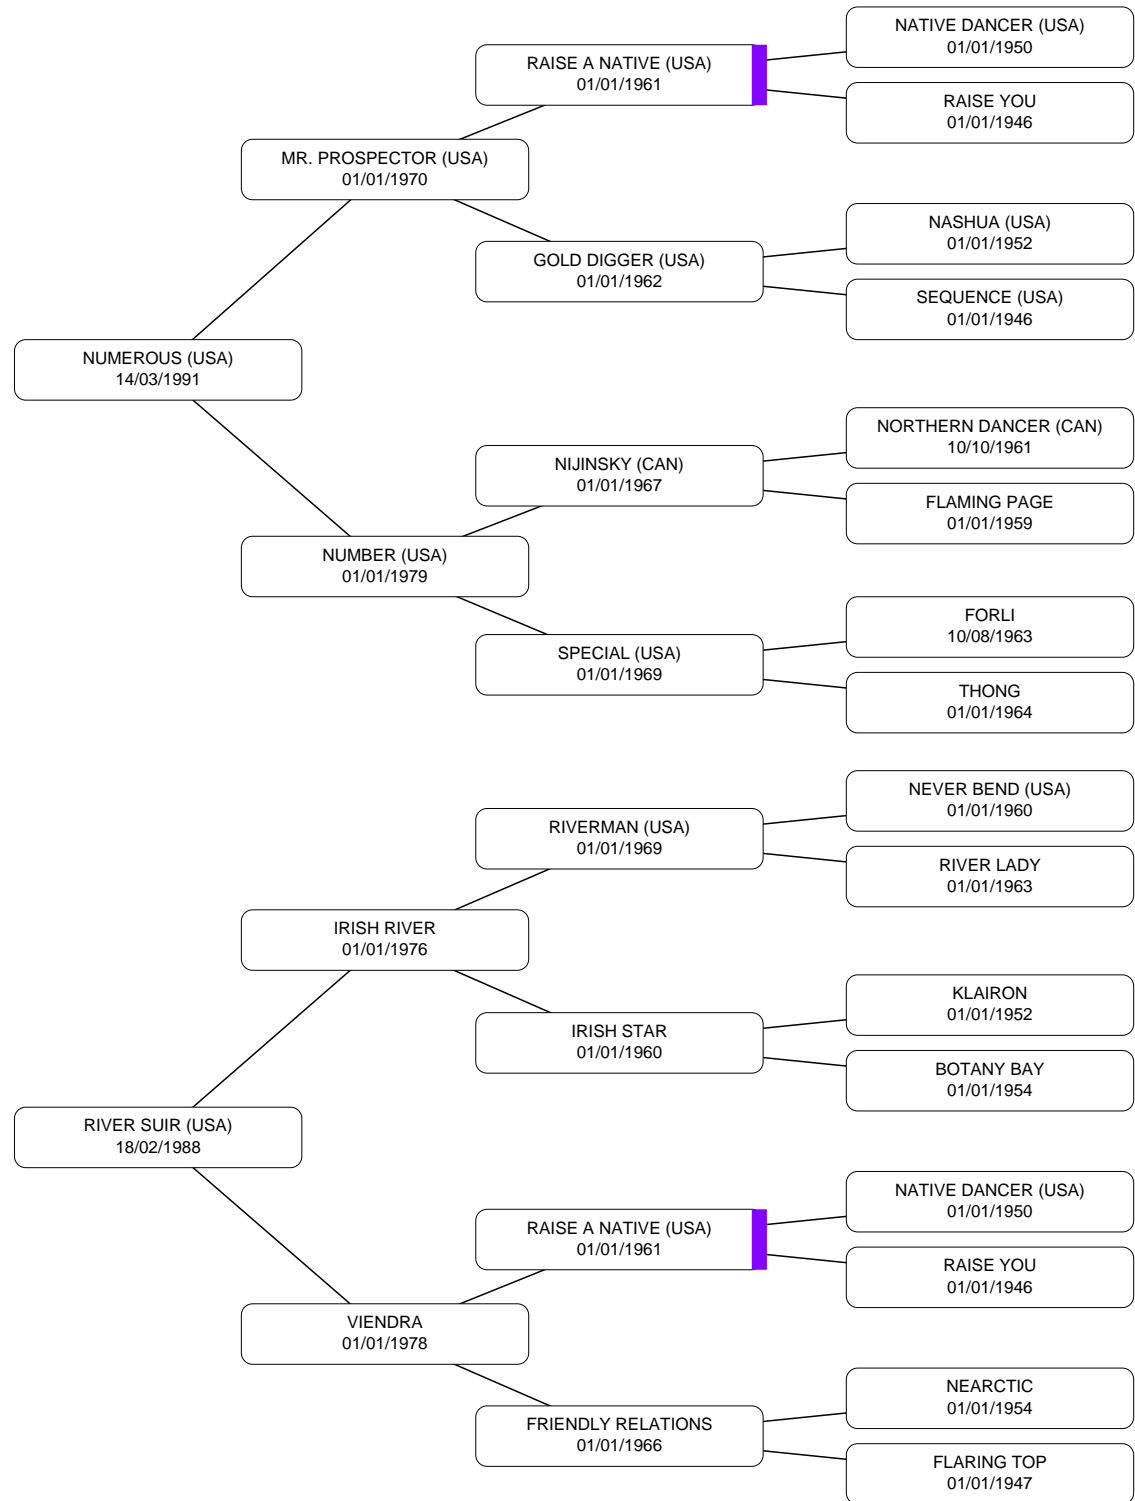 NATIVE DANCER (USA)
01/01/1950
RAISE A NATIVE (USA)
01/01/1961
RAISE YOU
01/01/1946
MR. PROSPECTOR (USA)
01/01/1970
NASHUA (USA)
01/01/1952
GOLD DIGGER (USA)
01/01/1962
SEQUENCE (USA)
01/01/1946
NUMEROUS (USA)
14/03/1991
NORTHERN DANCER (CAN)
10/10/1961
NIJINSKY (CAN)
01/01/1967
FLAMING PAGE
01/01/1959
NUMBER (USA)
01/01/1979
FORLI
10/08/1963
SPECIAL (USA)
01/01/1969
THONG
01/01/1964
NEVER BEND (USA)
01/01/1960
RIVERMAN (USA)
01/01/1969
RIVER LADY
01/01/1963
IRISH RIVER
01/01/1976
KLAIRON
01/01/1952
IRISH STAR
01/01/1960
BOTANY BAY
01/01/1954
RIVER SUIR (USA)
18/02/1988
NATIVE DANCER (USA)
01/01/1950
RAISE A NATIVE (USA)
01/01/1961
RAISE YOU
01/01/1946
VIENDRA
01/01/1978
NEARCTIC
01/01/1954
FRIENDLY RELATIONS
01/01/1966
FLARING TOP
01/01/1947